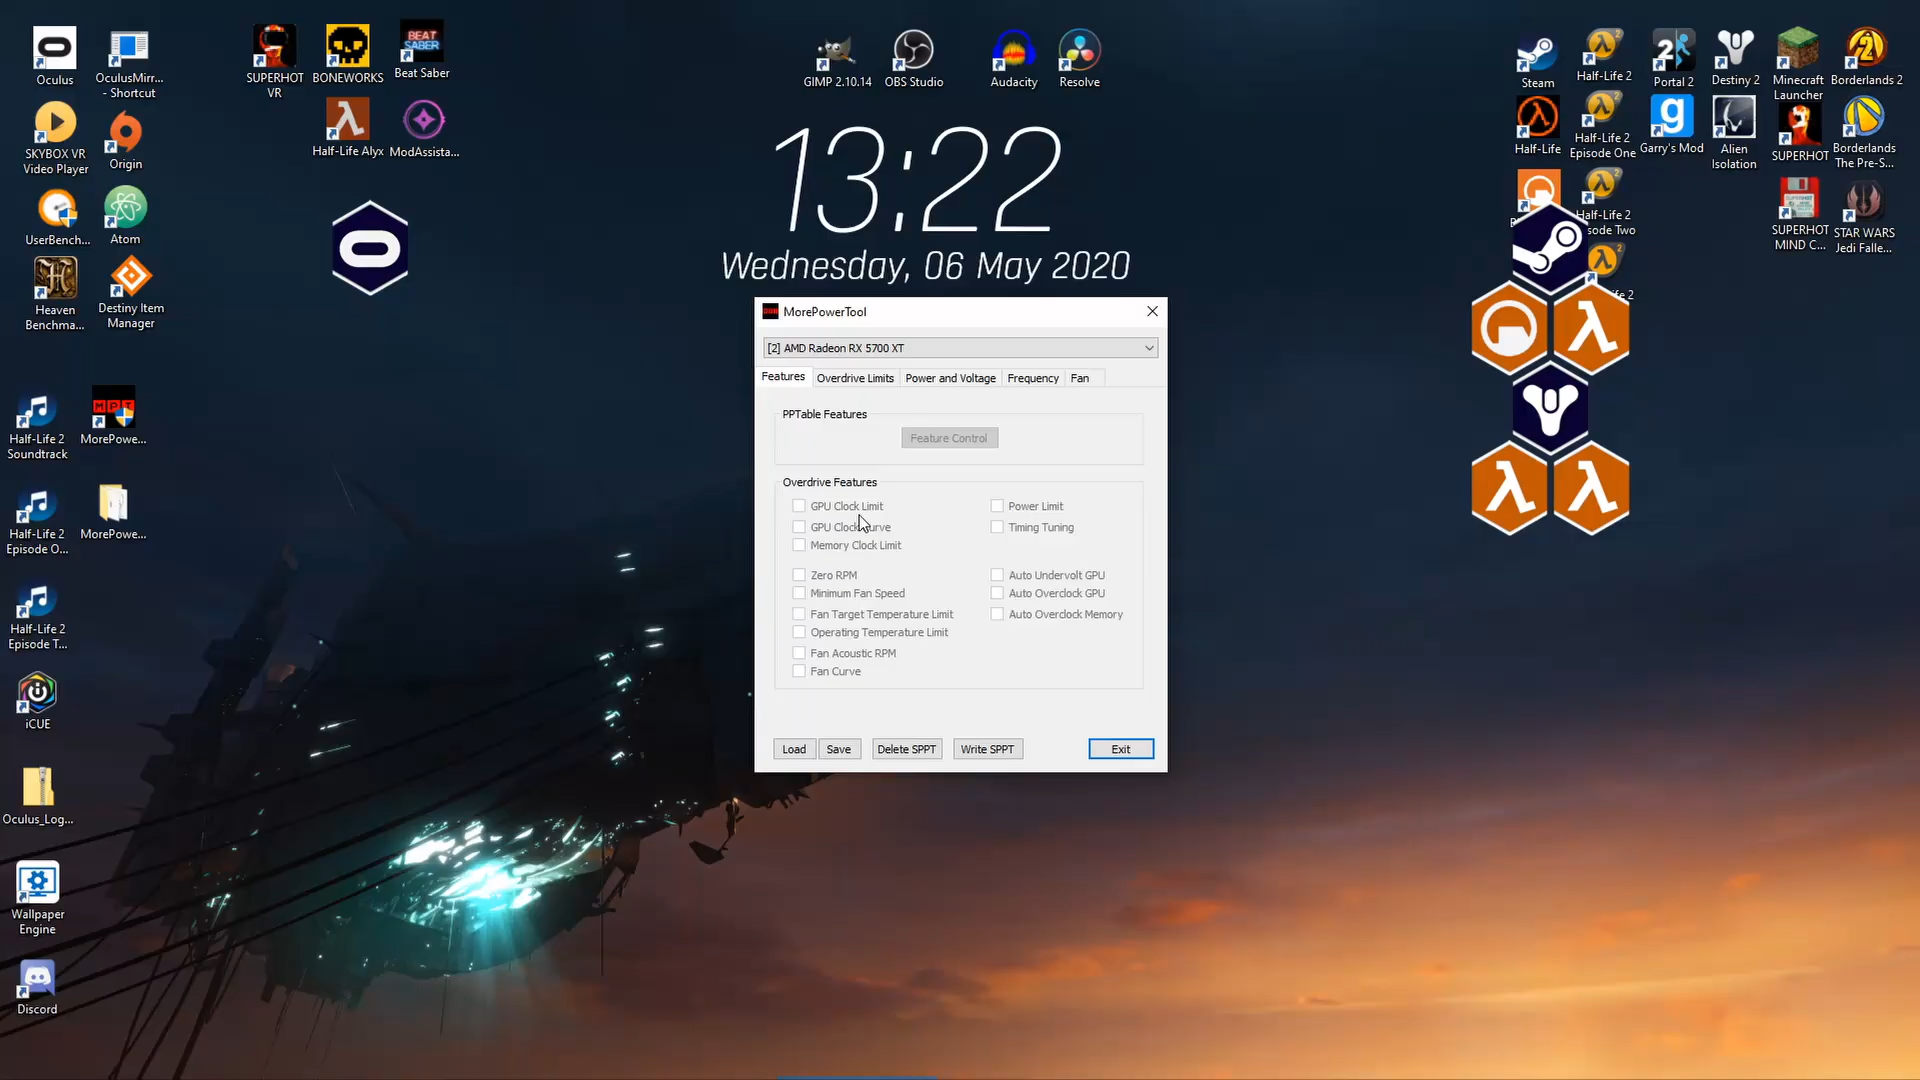 Oculus
OculusMirr...
- Shortcut
SUPERHOT
VR
BONEWORKS
BEAT
SABER
Beat Saber
GIMP 2.10.14
OBS Studio
Audacity
Resolve
Steam
Half-Life 2
Portal 2
Destiny 2
Minecraft
Launcher
Borderlands 2
SKYBOX VR
Video Player
Origin
Half-Life Alyx
ModAssista...
Half-Life
Half-Life 2
Episode One
Garry's Mod
Alien
Isolation
SUPERHOT
Borderlands
The Pre-S...
13:22
Wednesday, 06 May 2020
UserBench...
Atom
Half-Life 2
SUPERHOT
MIND C...
STAR WARS
Jedi Falle...
Heaven
Benchma...
Destiny Item
Manager
MorePowerTool
[2] AMD Radeon RX 5700 XT
Features
Overdrive Limits
Power and Voltage
Frequency
Fan
PPTable Features
Feature Control
Overdrive Features
GPU Clock Limit
Power Limit
GPU Clock Curve
Timing Tuning
Memory Clock Limit
Zero RPM
Auto Undervolt GPU
Minimum Fan Speed
Auto Overclock GPU
Fan Target Temperature Limit
Auto Overclock Memory
Operating Temperature Limit
Fan Acoustic RPM
Fan Curve
Load
Save
Delete SPPT
Write SPPT
Exit
Half-Life 2
Soundtrack
MPT
MorePowe...
Half-Life 2
Episode O...
MorePowe...
Half-Life 2
Episode T...
iCUE
Oculus_Log...
Wallpaper
Engine
Discord